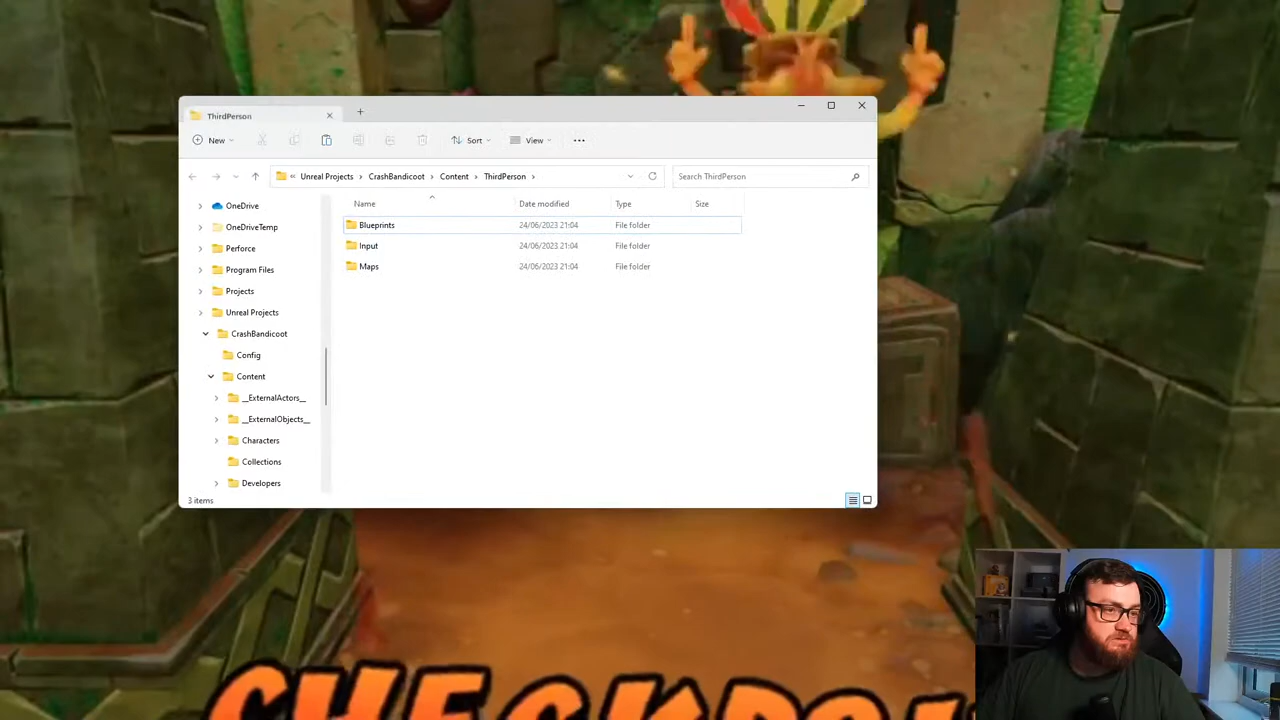 ThirdPerson
New
Sort
View
Unreal Projects
CrashBandicoot
Content
ThirdPerson
Search ThirdPerson
Name
Date modified
Type
Size
OneDrive
OneDriveTemp
Perforce
Program Files
Projects
Unreal Projects
CrashBandicoot
Config
Content
__ExternalActors__
__ExternalObjects__
Characters
Collections
Developers
Blueprints 24/06/2023 21:04 File folder
Input 24/06/2023 21:04 File folder
Maps 24/06/2023 21:04 File folder
3 items
CHECKPOI